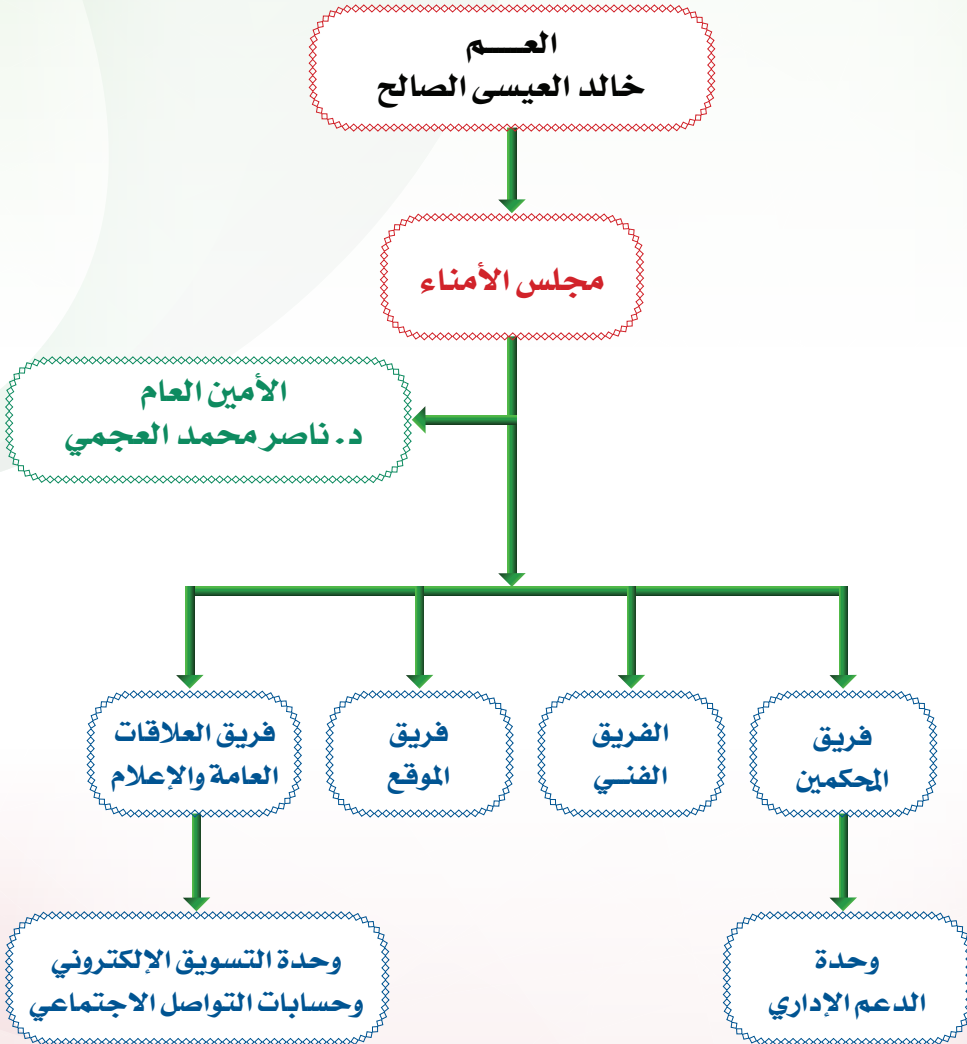 العـــم
خالد العيسى الصالح
مجلس الأمناء
الأمين العام
د. ناصر محمد العجمي
فريق
المحكمين
الفريق
الفنـــي
فريق
الموقع
فريق العلاقات
العامة والإعلام
وحدة
الدعم الإداري
وحدة التسويق الإلكتروني
وحسابات التواصل الاجتماعي